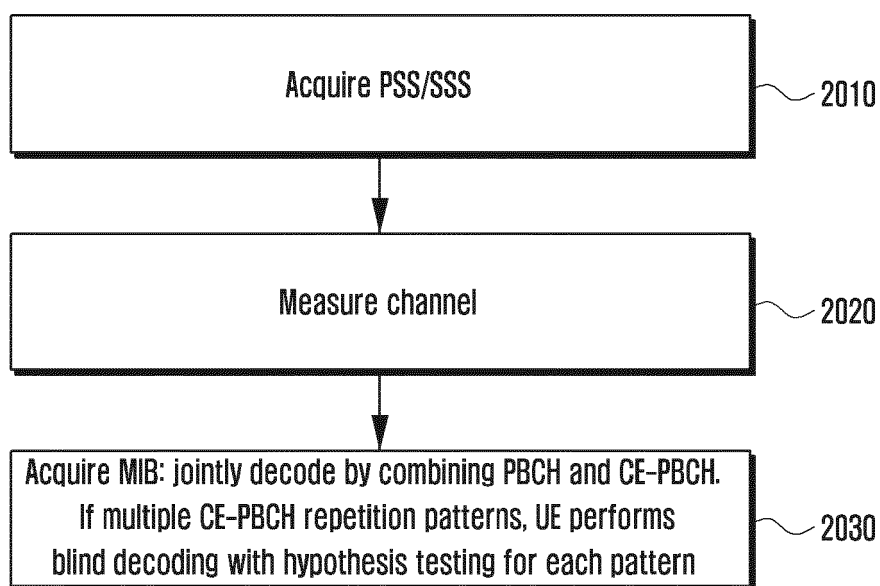 Acquire PSS/SSS
2010
Measure channel
2020
Acquire MIB: jointly decode by combining PBCH and CE-PBCH.
If multiple CE-PBCH repetition patterns, UE performs
blind decoding with hypothesis testing for each pattern
2030